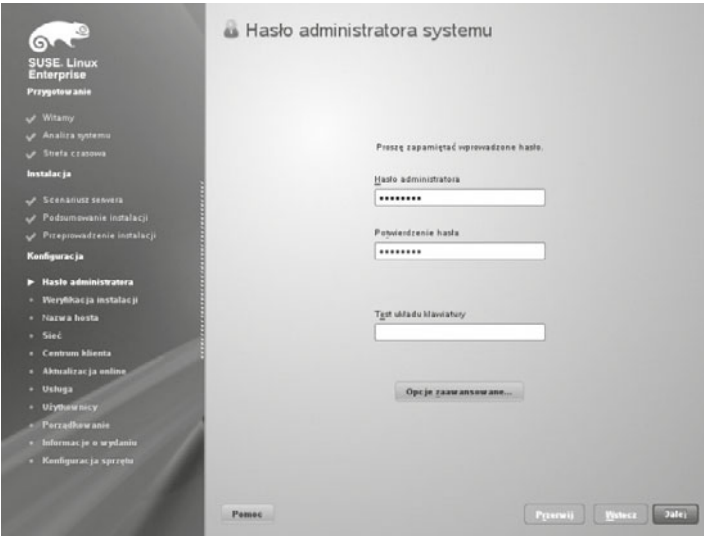 SUSE. Linux
Enterprise
Przygotowanie
Witamy
Analiza systemu
Strefa czasowa
Instalacja
Scenariusz serwera
Podsumowanie instalacji
Przeprowadzenie instalacji
Konfiguracja
Hasło administratora
Weryfikacja instalacji
Nazwa hosta
Sieć
Centrum klienta
Aktualizacja online
Usługa
Użytkownicy
Porządkowanie
Informacje o wydaniu
Konfiguracja sprzętu
Hasło administratora systemu
Proszę zapamiętać wprowadzone hasło.
Hasło administratora
Potwierdzenie hasła
Test układu klawiatury
Opcje zaawansowane...
Pomoc
Przerwij
Wstecz
Dalej